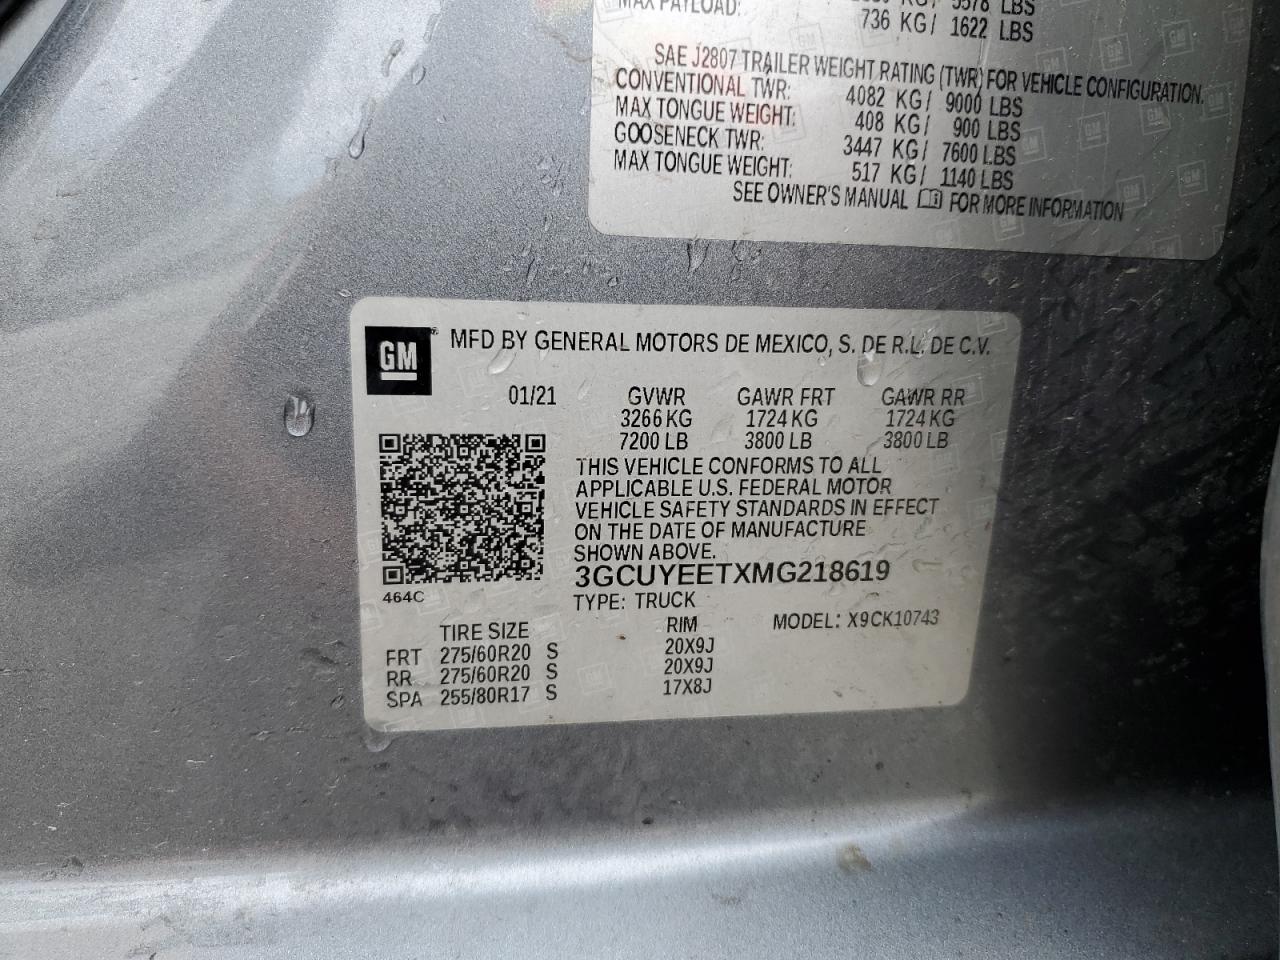 5578 LBS
MAX PAYLOAD: 736 KG/ 1622 LBS
SAE J2807 TRAILER WEIGHT RATING (TWR) FOR VEHICLE CONFIGURATION.
CONVENTIONAL TWR: 4082 KG/ 9000 LBS
MAX TONGUE WEIGHT: 408 KG/ 900 LBS
GOOSENECK TWR: 3447 KG/ 7600 LBS
MAX TONGUE WEIGHT: 517 KG/ 1140 LBS
SEE OWNER'S MANUAL FOR MORE INFORMATION
GM® MFD BY GENERAL MOTORS DE MEXICO, S. DE R.L. DE C.V.
01/21 GVWR GAWR FRT GAWR RR
3266 KG 1724 KG 1724 KG
7200 LB 3800 LB 3800 LB
THIS VEHICLE CONFORMS TO ALL
APPLICABLE U.S. FEDERAL MOTOR
VEHICLE SAFETY STANDARDS IN EFFECT
ON THE DATE OF MANUFACTURE
SHOWN ABOVE.
3GCUYEETXMG218619
464C
TYPE: TRUCK
MODEL: X9CK10743
TIRE SIZE RIM
FRT 275/60R20 S 20X9J
RR 275/60R20 S 20X9J
SPA 255/80R17 S 17X8J